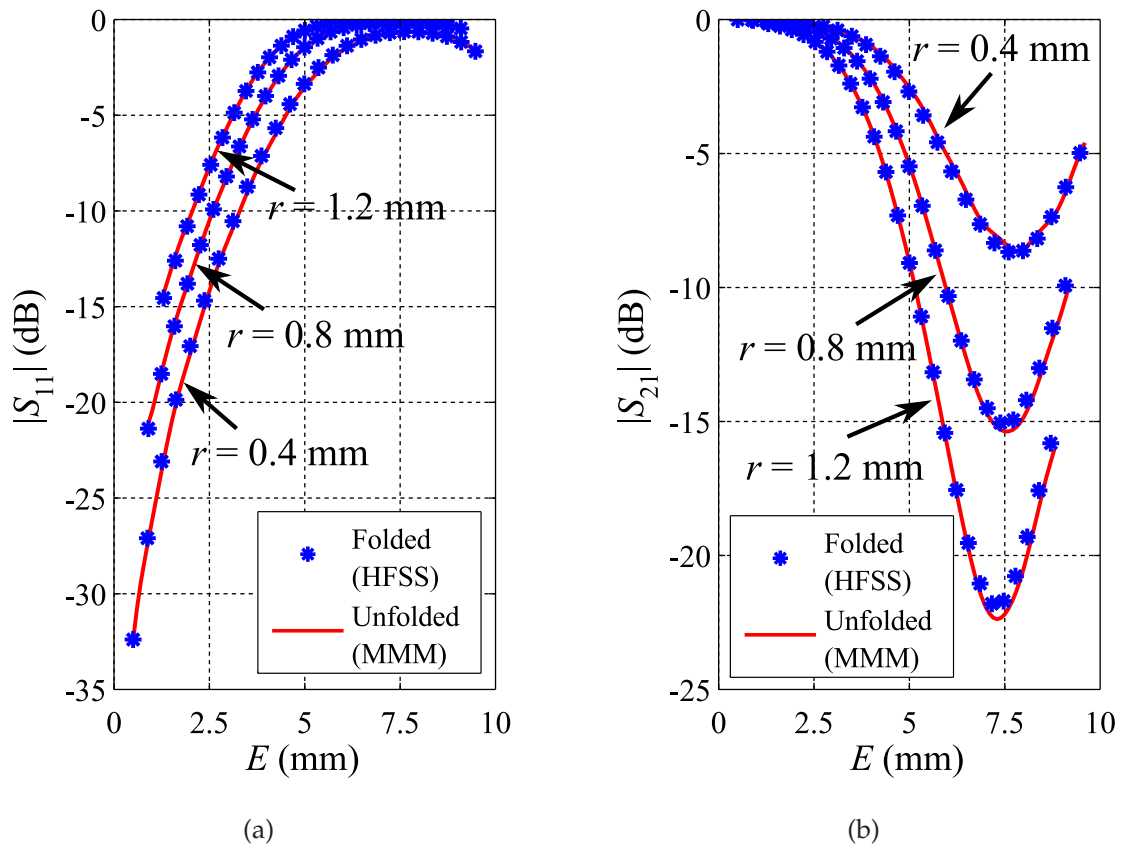 0
-5
-10
-15
-20
-25
-30
-35
0
2.5
5
7.5
10
|S11| (dB)
E (mm)
r = 1.2 mm
r = 0.8 mm
r = 0.4 mm
Folded
(HFSS)
Unfolded
(MMM)
(a)
0
-5
-10
-15
-20
-25
0
2.5
5
7.5
10
|S21| (dB)
E (mm)
r = 0.4 mm
r = 0.8 mm
r = 1.2 mm
Folded
(HFSS)
Unfolded
(MMM)
(b)